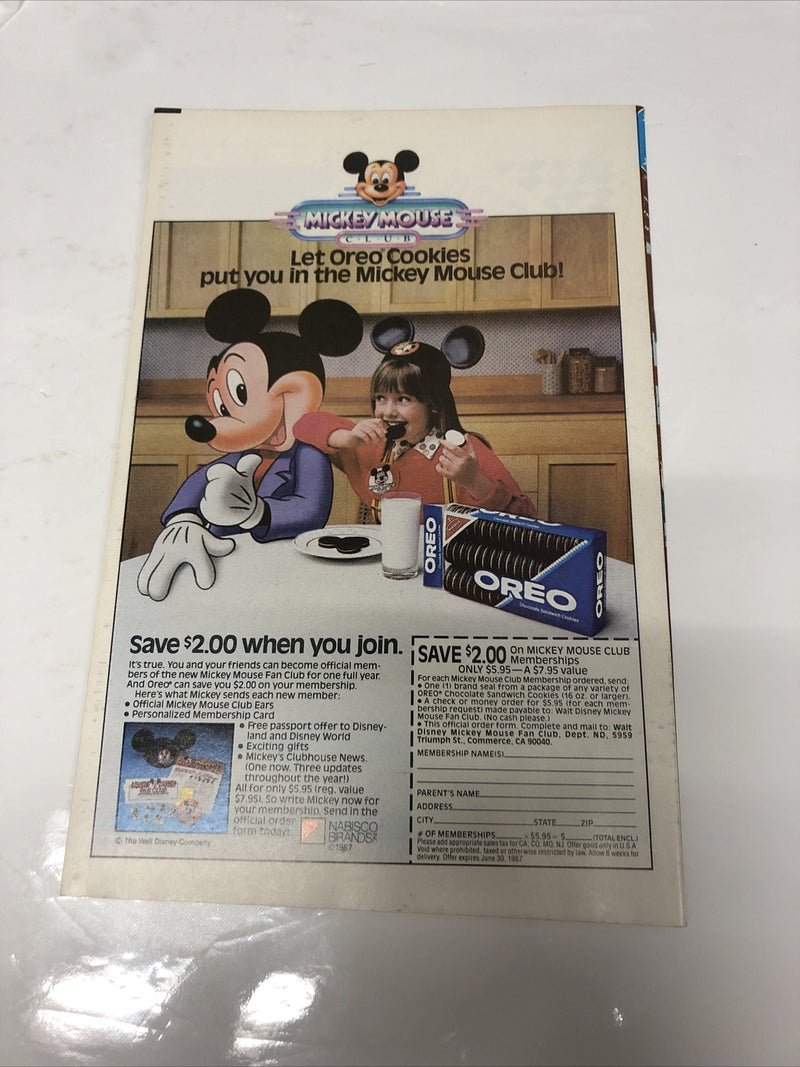 MICKEY MOUSE
CLUB
Let Oreo Cookies
put you in the Mickey Mouse Club!
OREO
OREO
Chocolate Sandwich Cookies
OREO
Save $2.00 when you join.
It's true. You and your friends can become official mem-
bers of the new Mickey Mouse Fan Club for one full year.
And Oreo® can save you $2.00 on your membership.
Here's what Mickey sends each new member:
• Official Mickey Mouse Club Ears
• Personalized Membership Card
• Free passport offer to Disney-
land and Disney World
• Exciting gifts
• Mickey's Clubhouse News.
(One now. Three updates
throughout the year!)
All for only $5.95 (reg. value
$7.95). So write Mickey now for
your membership. Send in the
official order
form today!
NABISCO
BRANDS
© 1987
© The Walt Disney Company
SAVE $2.00 ON MICKEY MOUSE CLUB
Memberships
ONLY $5.95—A $7.95 value
For each Mickey Mouse Club Membership ordered, send:
• One (1) brand seal from a package of any variety of
OREO® Chocolate Sandwich Cookies (16 oz. or larger).
• A check or money order for $5.95 (for each mem-
bership request) made payable to: Walt Disney Mickey
Mouse Fan Club. (No cash please.)
• This official order form. Complete and mail to: Walt
Disney Mickey Mouse Fan Club, Dept. ND, 5959
Triumph St., Commerce, CA 90040.
MEMBERSHIP NAME(S)
PARENT'S NAME
ADDRESS
CITY STATE ZIP
# OF MEMBERSHIPS x $5.95 = $ (TOTAL ENCL.)
Please add appropriate sales tax for CA, CO, MO, NJ. Offer good only in U.S.A.
Void where prohibited, taxed or otherwise restricted by law. Allow 6 weeks for
delivery. Offer expires June 30, 1987.